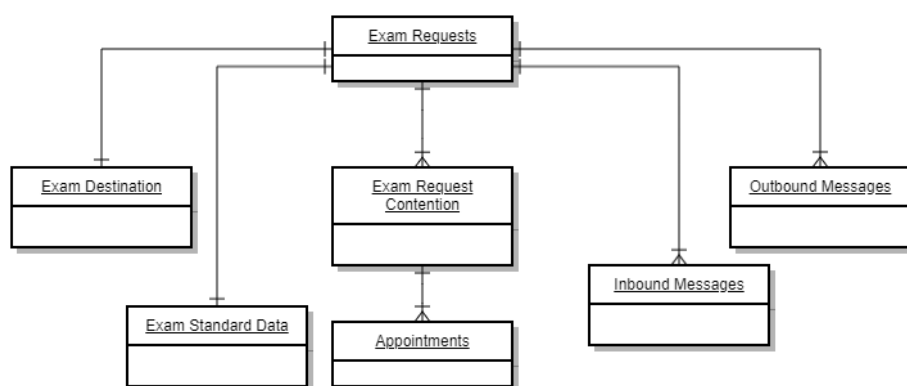 Exam Requests
Exam Destination
Exam Request
Contention
Outbound Messages
Inbound Messages
Exam Standard Data
Appointments